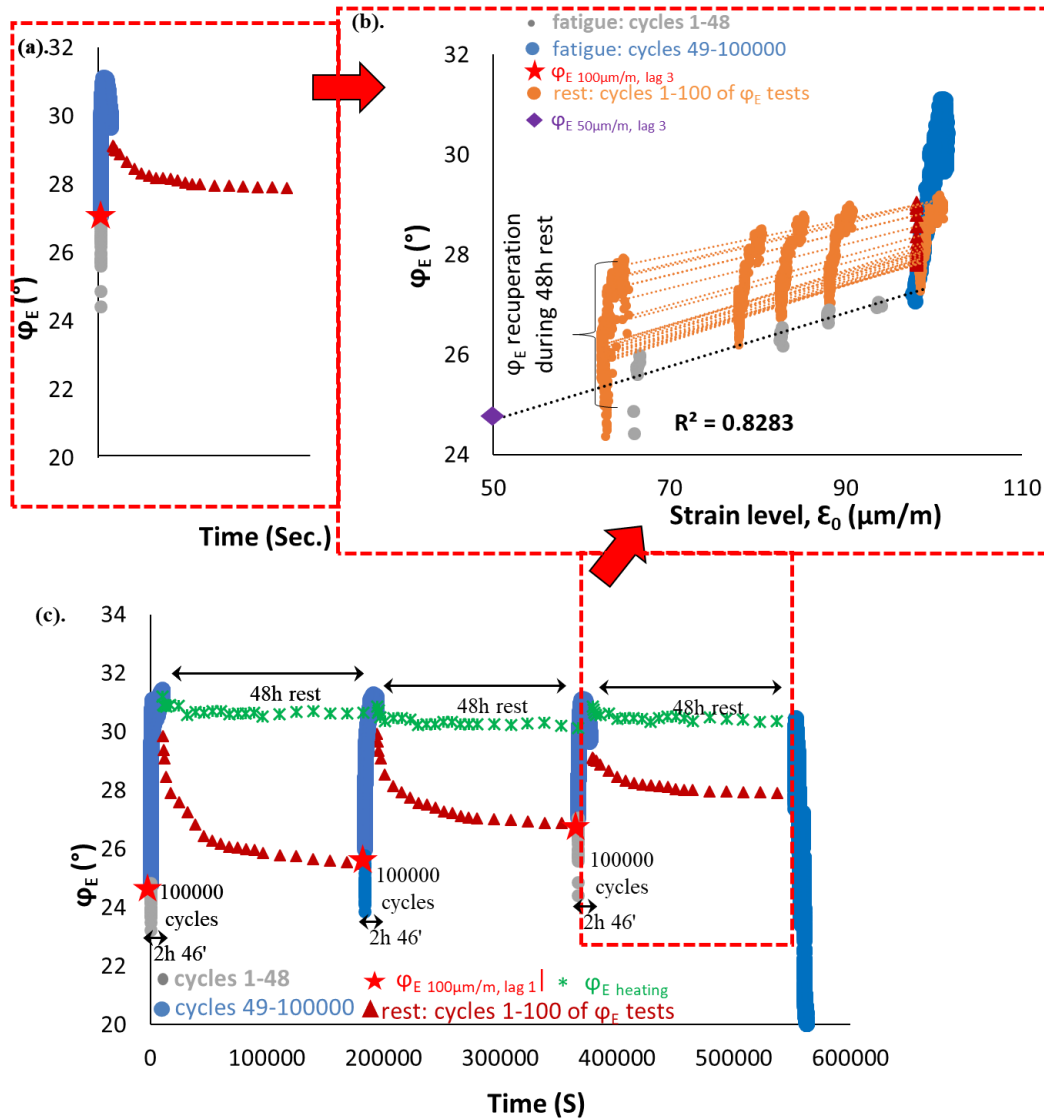 (a).
32
30
28
26
24
22
20
φE (°)
Time (Sec.)
(b).
fatigue: cycles 1-48
fatigue: cycles 49-100000
φE 100μm/m, lag 3
rest: cycles 1-100 of φE tests
φE 50μm/m, lag 3
32
30
28
26
24
φE (°)
φE recuperation
during 48h rest
R² = 0.8283
50
70
90
110
Strain level, Ɛ0 (μm/m)
(c).
34
32
30
28
26
24
22
20
φE (°)
48h rest
48h rest
48h rest
100000
cycles
2h 46'
100000
cycles
2h 46'
100000
cycles
2h 46'
cycles 1-48
φE 100μm/m, lag 1
φE heating
cycles 49-100000
rest: cycles 1-100 of φE tests
0
100000
200000
300000
400000
500000
600000
Time (S)